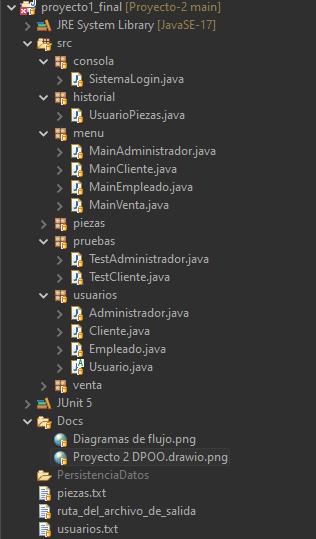 proyecto1_final [Proyecto-2 main]
JRE System Library [JavaSE-17]
src
consola
SistemaLogin.java
historial
UsuarioPiezas.java
menu
MainAdministrador.java
MainCliente.java
MainEmpleado.java
MainVenta.java
piezas
pruebas
TestAdministrador.java
TestCliente.java
usuarios
Administrador.java
Cliente.java
Empleado.java
Usuario.java
venta
JUnit 5
Docs
Diagramas de flujo.png
Proyecto 2 DPOO.drawio.png
PersistenciaDatos
piezas.txt
ruta_del_archivo_de_salida
usuarios.txt